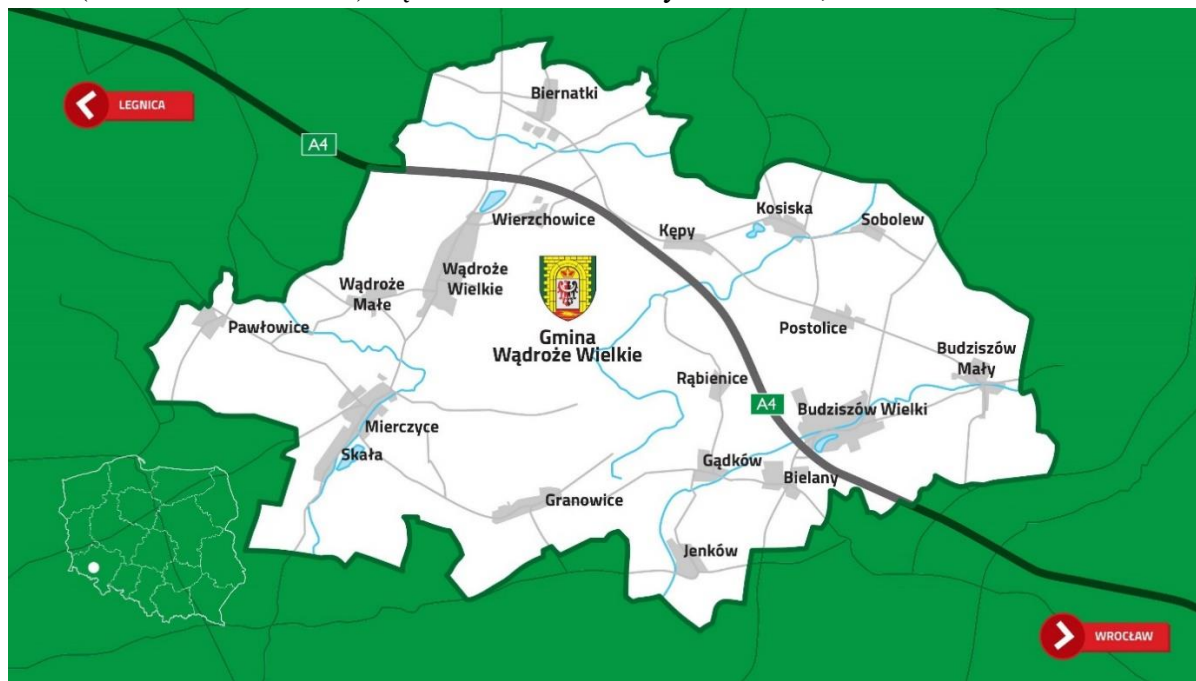 LEGNICA
A4
Biernatki
Wierzchowice
Kosiska
Sobolew
Kępy
Wądroże
Wielkie
Wądroże
Małe
Pawłowice
Gmina
Wądroże Wielkie
Postolice
Budziszów
Mały
Rąbienice
A4
Budziszów Wielki
Mierczyce
Skała
Gądków
Bielany
Granowice
Jenków
WROCŁAW